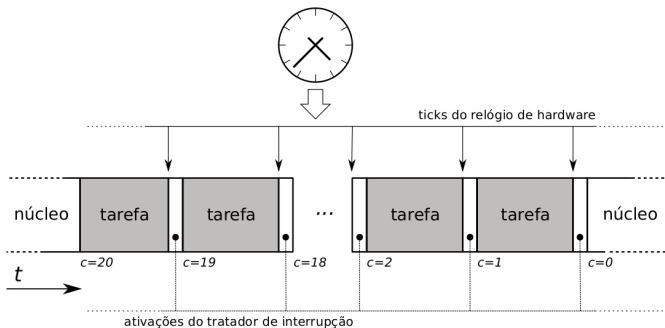 ticks do relógio de hardware
núcleo
tarefa
tarefa
...
tarefa
tarefa
núcleo
c=20
c=19
c=18
c=2
c=1
c=0
t
ativações do tratador de interrupção